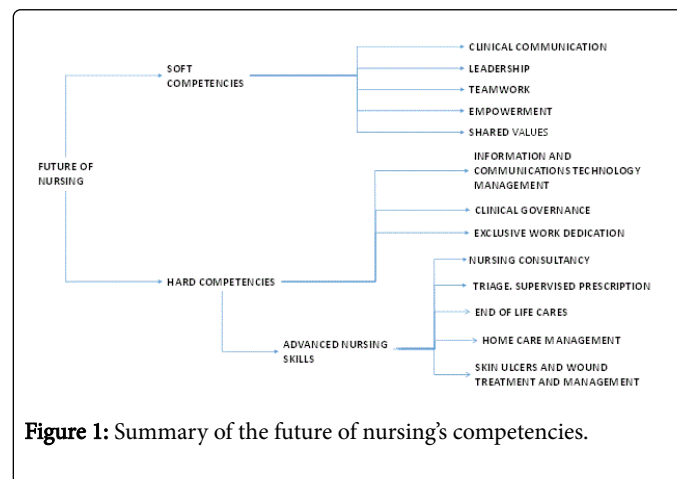 CLINICAL COMMUNICATION
SOFT
COMPETENCIES
LEADERSHIP
TEAMWORK
EMPOWERMENT
SHARED VALUES
FUTURE OF
NURSING
INFORMATION AND
COMMUNICATIONS TECHNOLOGY
MANAGEMENT
CLINICAL GOVERNANCE
EXCLUSIVE WORK DEDICATION
HARD COMPETENCIES
NURSING CONSULTANCY
TRIAGE. SUPERVISED PRESCRIPTION
END OF LIFE CARES
ADVANCED NURSING
SKILLS
HOME CARE MANAGEMENT
SKIN ULCERS AND WOUND
TREATMENT AND MANAGEMENT
Figure 1: Summary of the future of nursing's competencies.